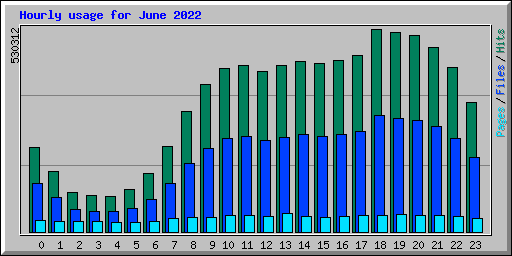 Hourly usage for June 2022
530312
Pages / Files / Hits
0 1 2 3 4 5 6 7 8 9 10 11 12 13 14 15 16 17 18 19 20 21 22 23